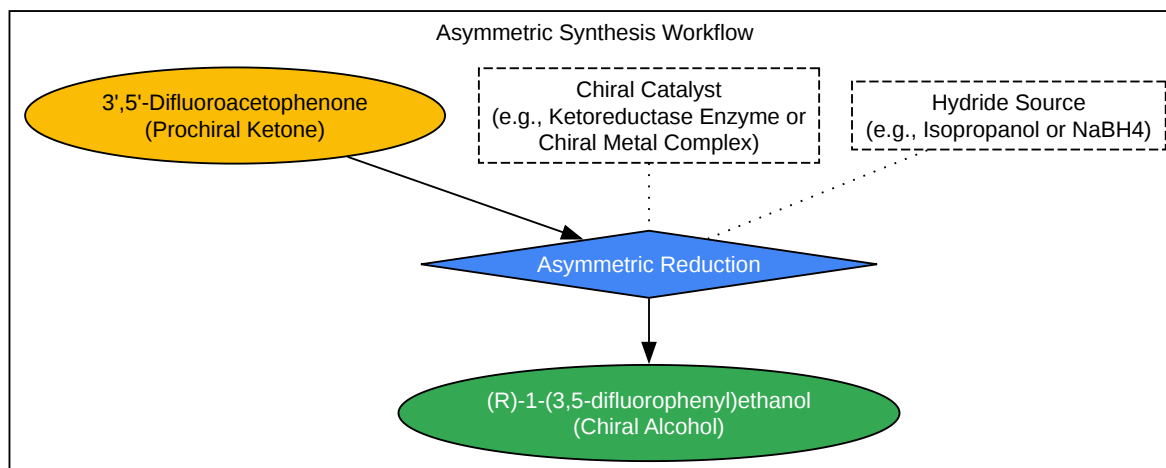 Asymmetric Synthesis Workflow
3',5'-Difluoroacetophenone
(Prochiral Ketone)
Chiral Catalyst
(e.g., Ketoreductase Enzyme or
Chiral Metal Complex)
Hydride Source
(e.g., Isopropanol or NaBH4)
Asymmetric Reduction
(R)-1-(3,5-difluorophenyl)ethanol
(Chiral Alcohol)